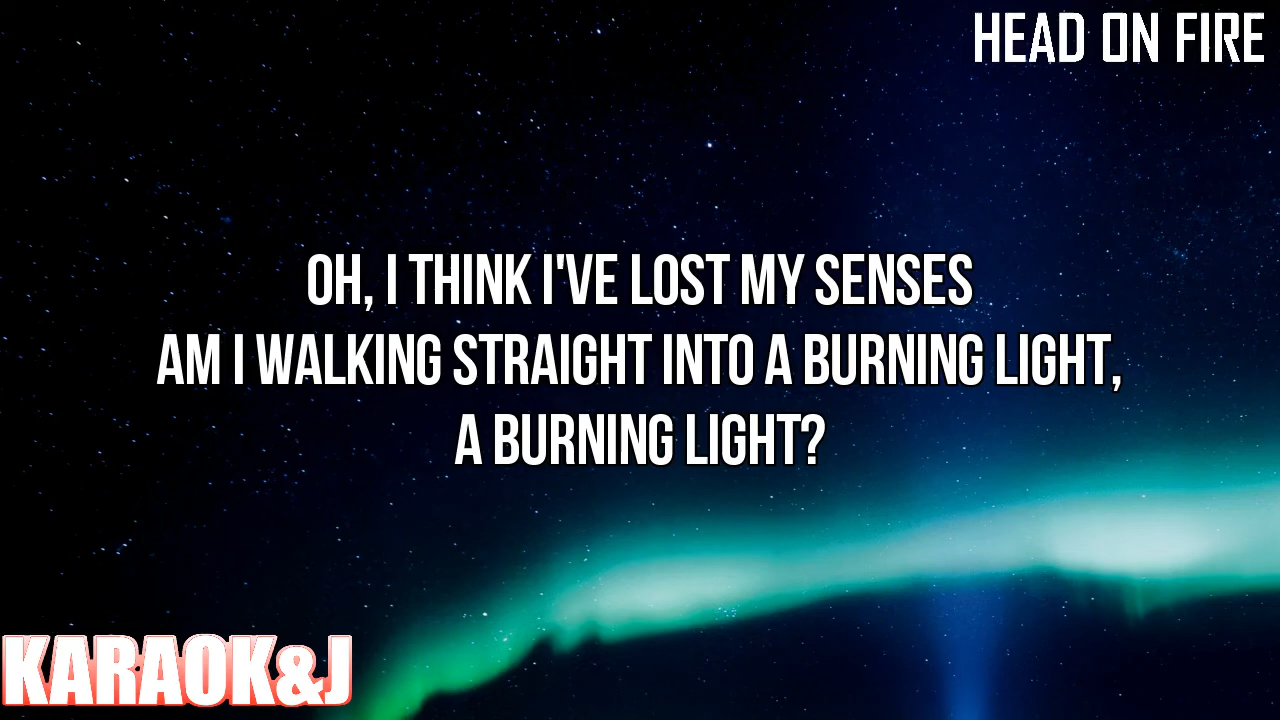 HEAD ON FIRE
OH, I THINK I'VE LOST MY SENSES
AM I WALKING STRAIGHT INTO A BURNING LIGHT,
A BURNING LIGHT?
KARAOK&J